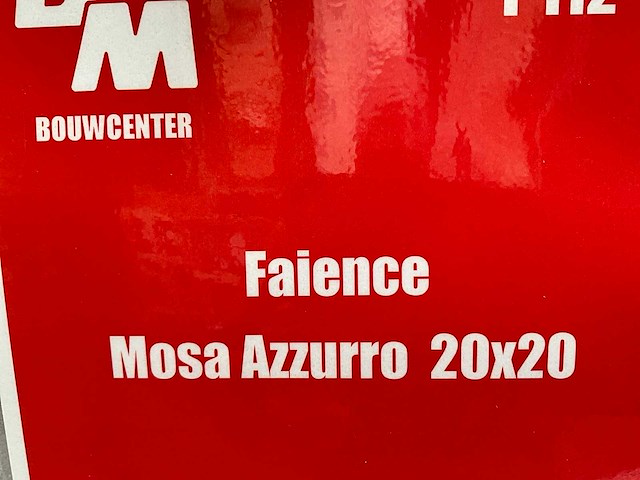 M
BOUWCENTER
Faience
Mosa Azzurro 20x20